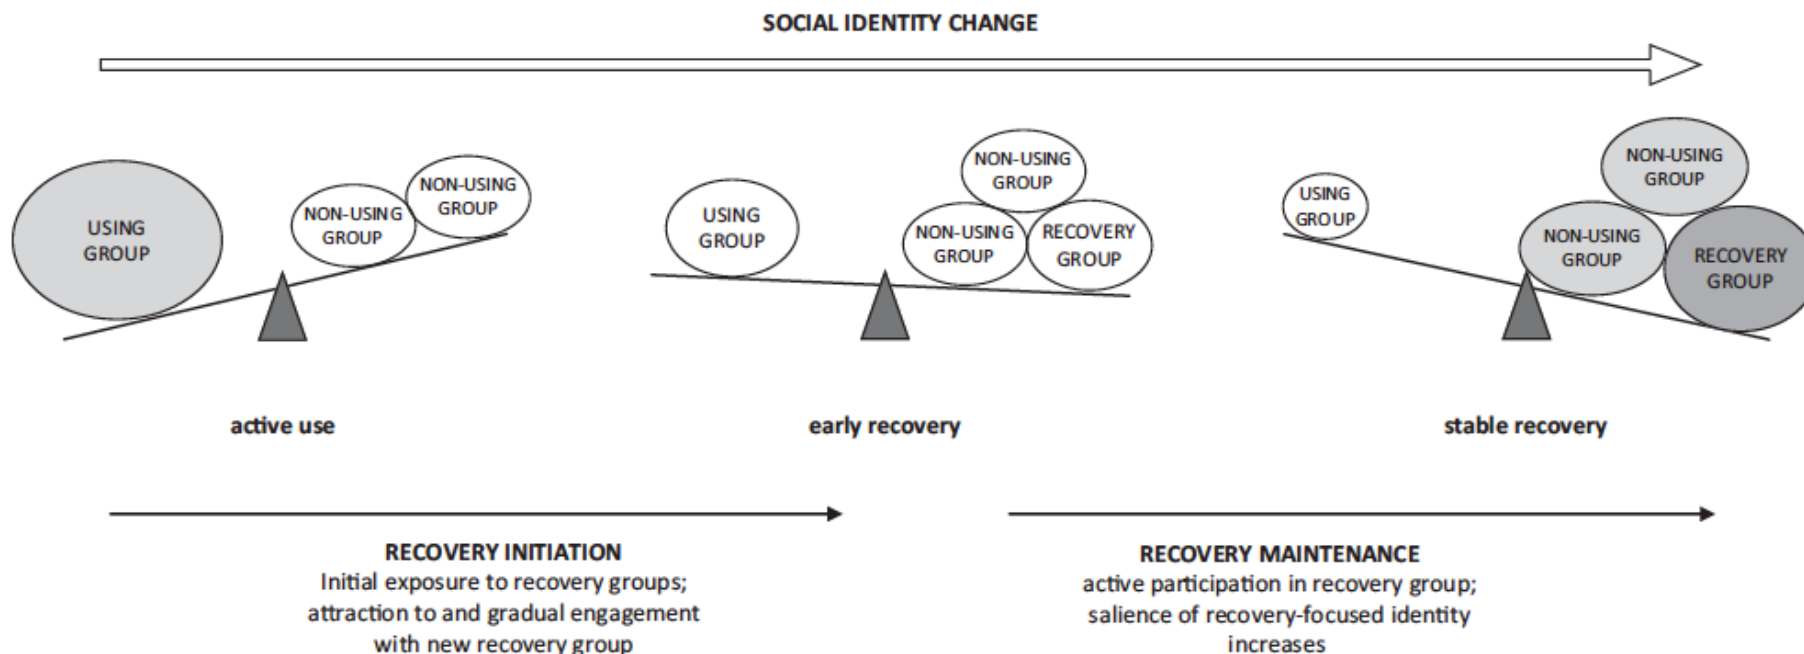 SOCIAL IDENTITY CHANGE
USING
GROUP
NON-USING
GROUP
NON-USING
GROUP
USING
GROUP
NON-USING
GROUP
NON-USING
GROUP
RECOVERY
GROUP
USING
GROUP
NON-USING
GROUP
NON-USING
GROUP
RECOVERY
GROUP
active use
early recovery
stable recovery
RECOVERY INITIATION
Initial exposure to recovery groups;
attraction to and gradual engagement
with new recovery group
RECOVERY MAINTENANCE
active participation in recovery group;
salience of recovery-focused identity
increases